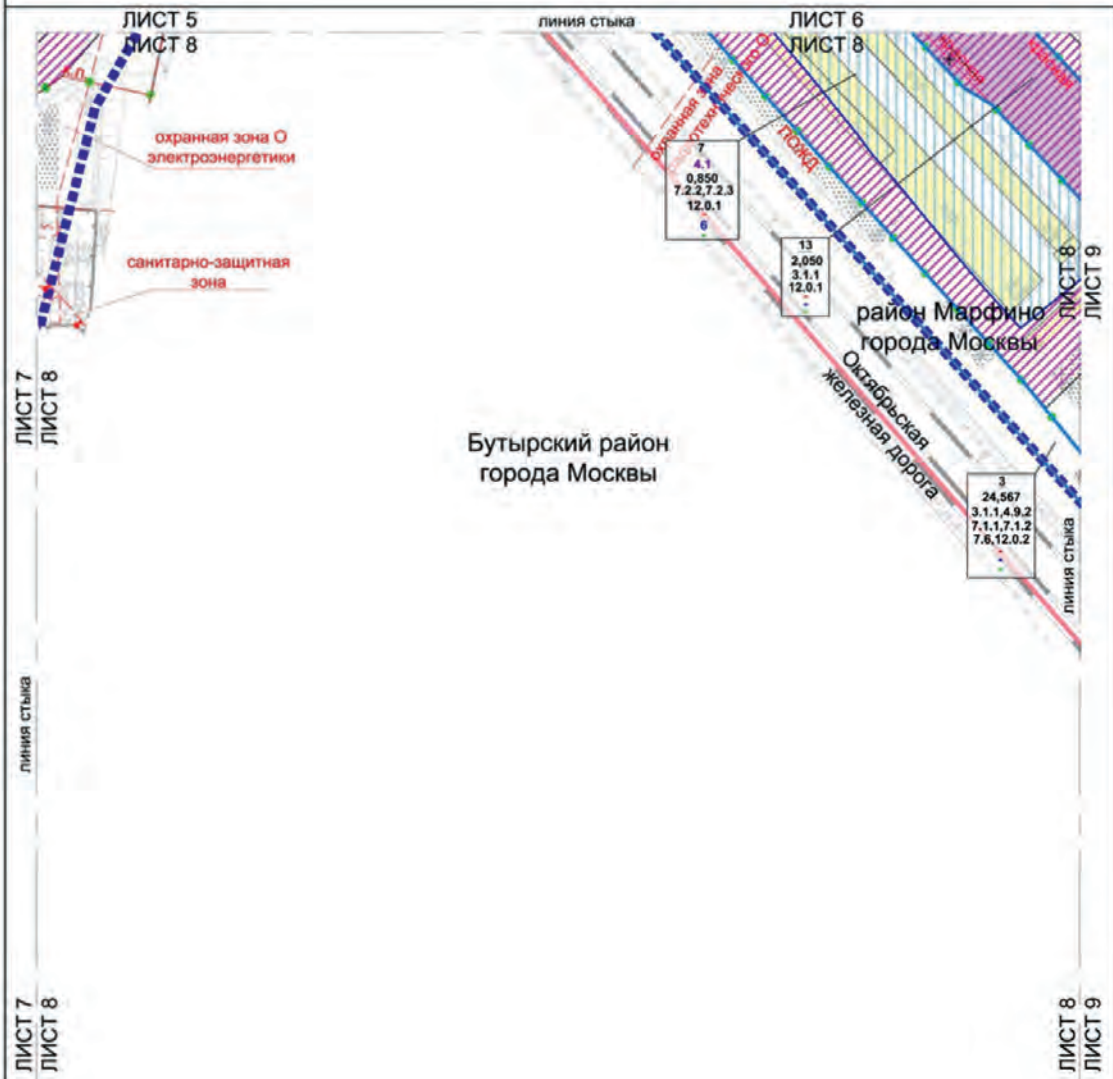 ЛИСТ 5
ЛИСТ 8
линия стыка
ЛИСТ 6
ЛИСТ 8
охранная зона О
электроэнергетики
санитарно-защитная
зона
охранная зона
ПОЖД
7
4.1
0,850
7.2.2,7.2.3
12.0.1
-
6
-
13
2,050
3.1.1
12.0.1
-
-
-
район Марфино
города Москвы
ЛИСТ 8
ЛИСТ 9
Октябрьская
железная дорога
ЛИСТ 7
ЛИСТ 8
Бутырский район
города Москвы
3
24,567
3.1.1,4.9.2
7.1.1,7.1.2
7.6,12.0.2
-
-
-
линия стыка
линия стыка
ЛИСТ 7
ЛИСТ 8
ЛИСТ 8
ЛИСТ 9